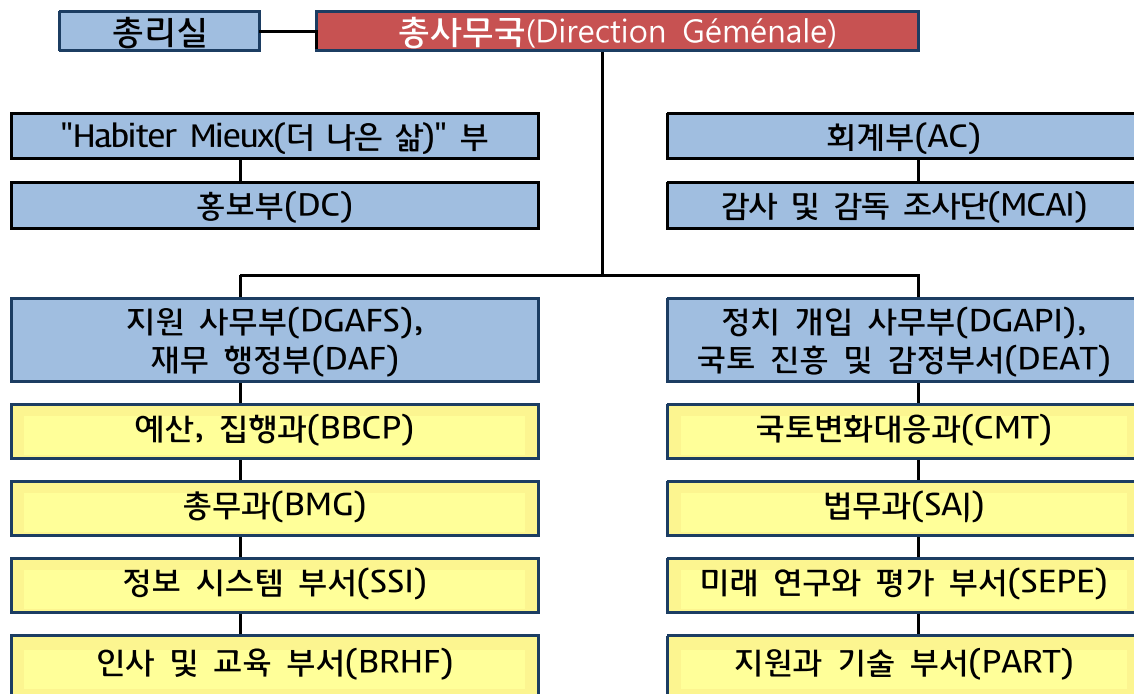 총리실
총사무국(Direction Géménale)
"Habiter Mieux(더 나은 삶)" 부
회계부(AC)
홍보부(DC)
감사 및 감독 조사단(MCAI)
지원 사무부(DGAFS),
재무 행정부(DAF)
정치 개입 사무부(DGAPI),
국토 진흥 및 감정부서(DEAT)
예산, 집행과(BBCP)
국토변화대응과(CMT)
총무과(BMG)
법무과(SAJ)
정보 시스템 부서(SSI)
미래 연구와 평가 부서(SEPE)
인사 및 교육 부서(BRHF)
지원과 기술 부서(PART)